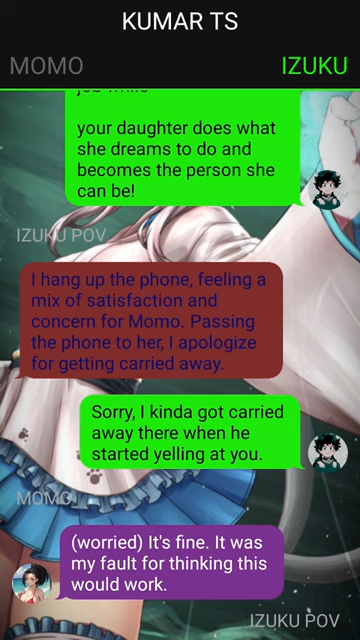 KUMAR TS
MOMO
IZUKU
your daughter does what
she dreams to do and
becomes the person she
can be!
IZUKU POV
I hang up the phone, feeling a
mix of satisfaction and
concern for Momo. Passing
the phone to her, I apologize
for getting carried away.
Sorry, I kinda got carried
away there when he
started yelling at you.
MOMO
(worried) It's fine. It was
my fault for thinking this
would work.
IZUKU POV